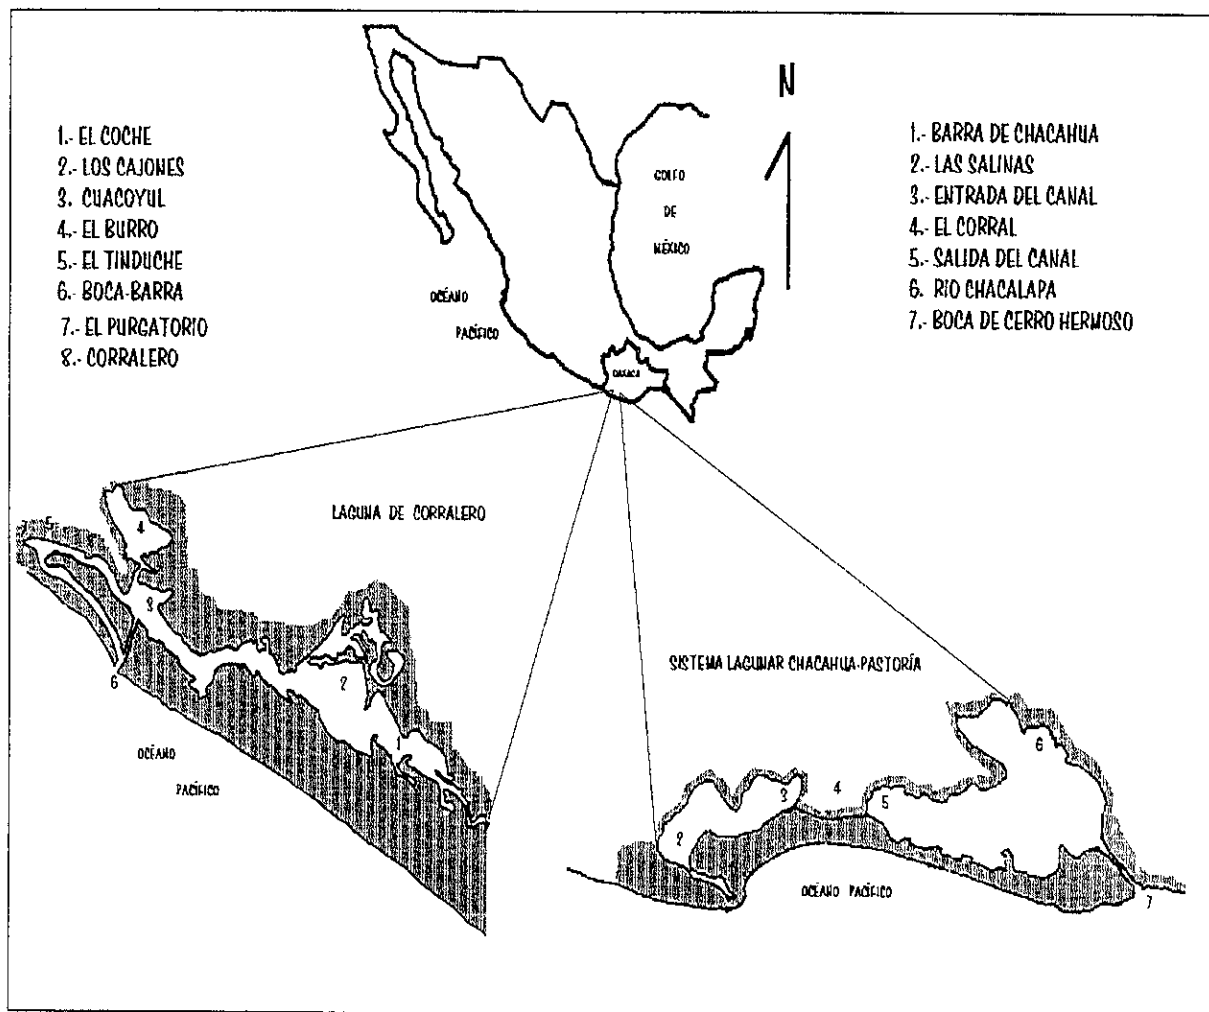 N
1.- EL COCHE
2.- LOS CAJONES
3. CUACOYUL
4.- EL BURRO
5.- EL TINDUCHE
6.- BOCA-BARRA
7.- EL PURGATORIO
8.- CORRALERO
GOLFO
DE
MÉXICO
1.- BARRA DE CHACAHUA
2.- LAS SALINAS
3.- ENTRADA DEL CANAL
4.- EL CORRAL
5.- SALIDA DEL CANAL
6. RIO CHACALAPA
7.- BOCA DE CERRO HERMOSO
OCÉANO
PACÍFICO
OAXACA
LAGUNA DE CORRALERO
5
4
3
2
1
6
OCÉANO
PACÍFICO
SISTEMA LAGUNAR CHACAHUA-PASTORÍA
6
3
4
5
2
OCÉANO PACÍFICO
7